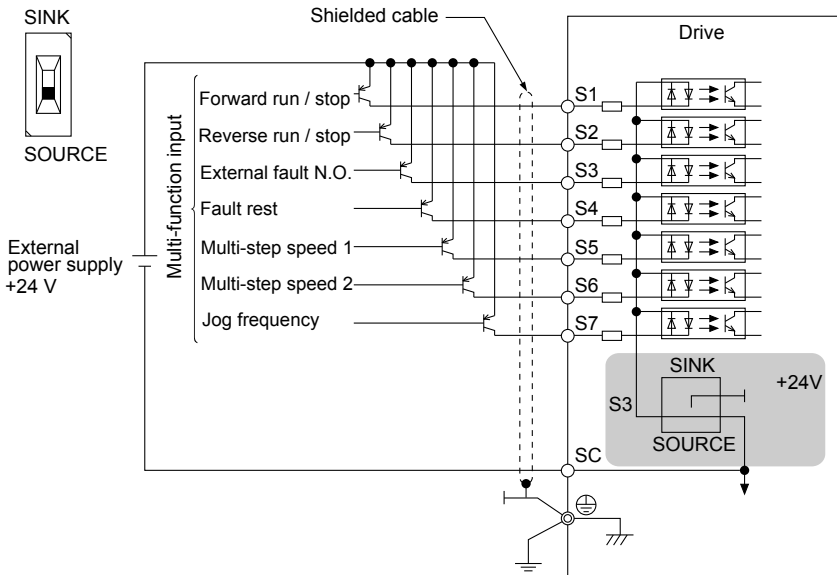 SINK
SOURCE
Shielded cable
Drive
Multi-function input
Forward run / stop
Reverse run / stop
External fault N.O.
Fault rest
Multi-step speed 1
Multi-step speed 2
Jog frequency
External
power supply
+24 V
S1
S2
S3
S4
S5
S6
S7
SINK
+24V
S3
SOURCE
SC